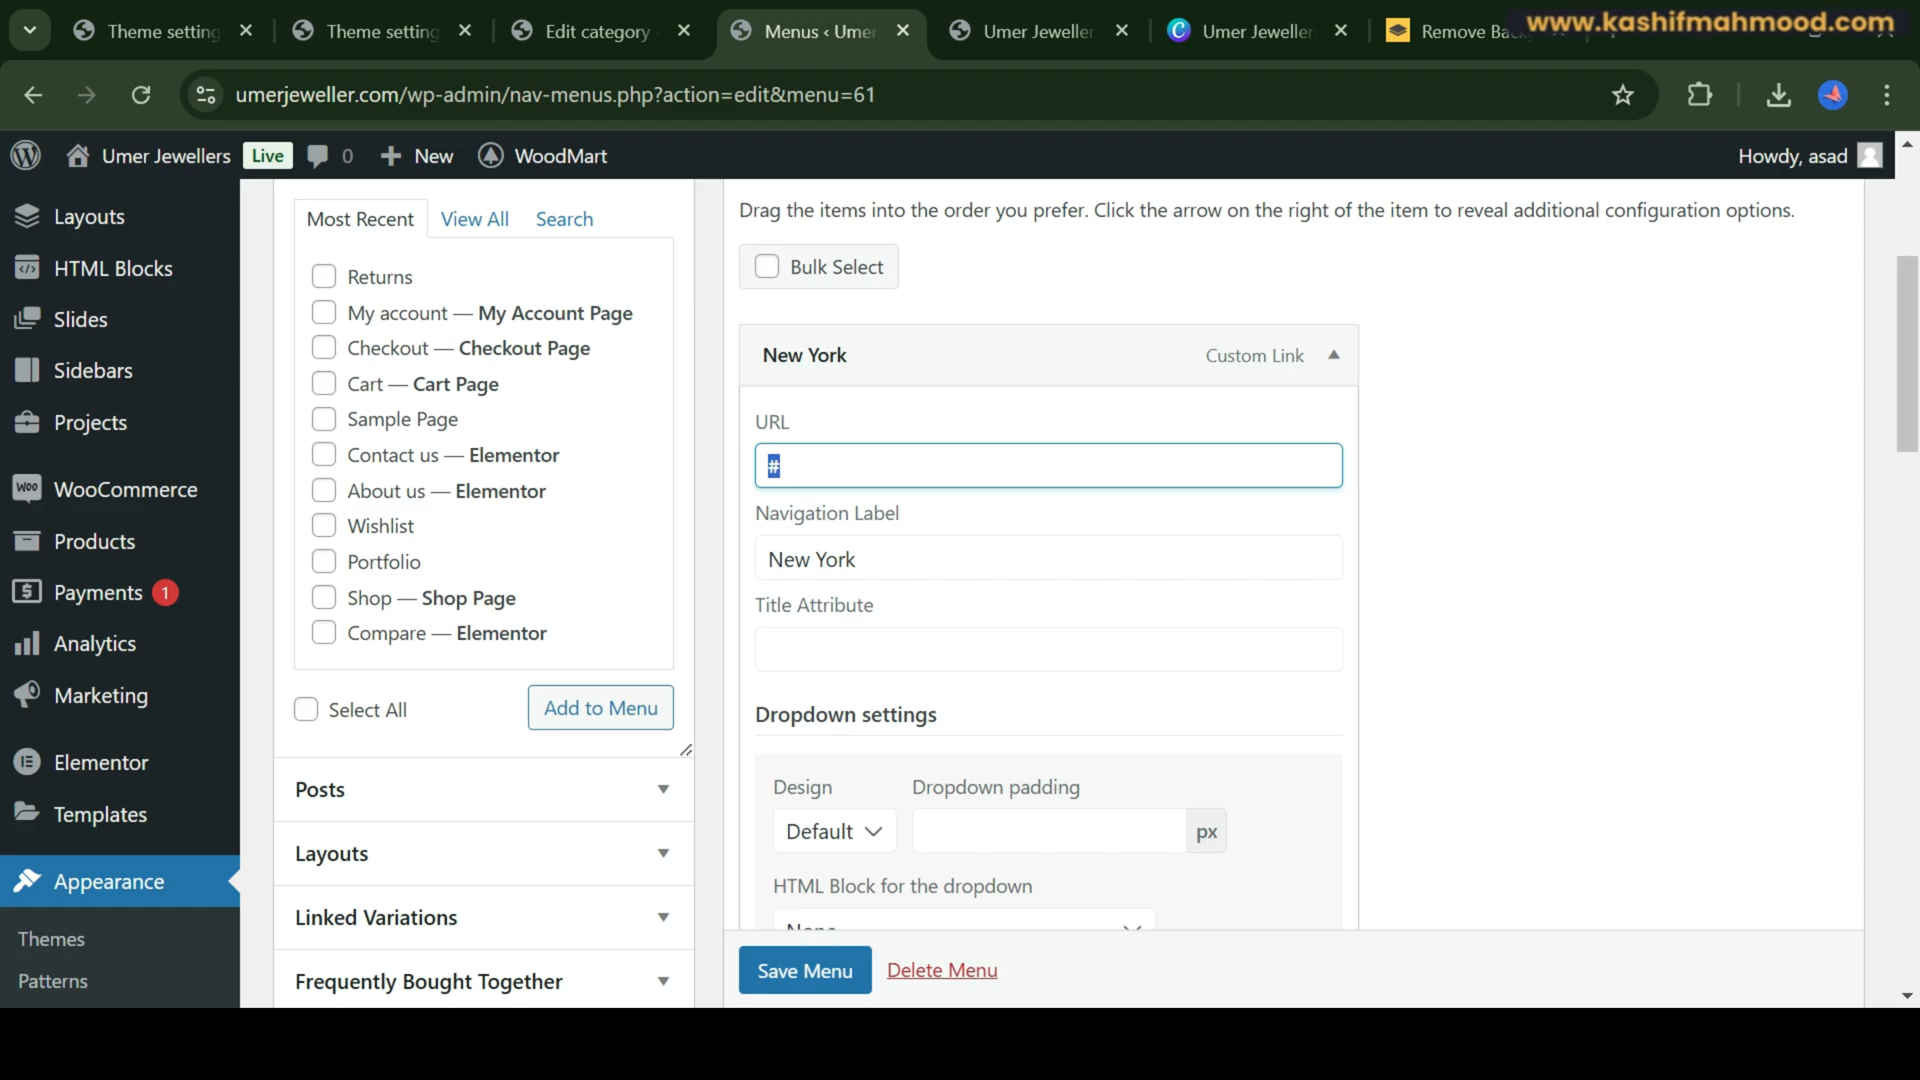 Theme setting
Theme setting
Edit category
Menus ‹ Umer
Umer Jeweller
Umer Jeweller
Remove Bac
www.kashifmahmood.com
umerjeweller.com/wp-admin/nav-menus.php?action=edit&menu=61
Umer Jewellers
Live
0
New
WoodMart
Howdy, asad
Layouts
HTML Blocks
Slides
Sidebars
Projects
WooCommerce
Products
Payments 1
Analytics
Marketing
Elementor
Templates
Appearance
Themes
Patterns
Most Recent
View All
Search
Returns
My account — My Account Page
Checkout — Checkout Page
Cart — Cart Page
Sample Page
Contact us — Elementor
About us — Elementor
Wishlist
Portfolio
Shop — Shop Page
Compare — Elementor
Select All
Add to Menu
Posts
Layouts
Linked Variations
Frequently Bought Together
Drag the items into the order you prefer. Click the arrow on the right of the item to reveal additional configuration options.
Bulk Select
New York
Custom Link
URL
#
Navigation Label
New York
Title Attribute
Dropdown settings
Design
Dropdown padding
Default
px
HTML Block for the dropdown
None
Save Menu
Delete Menu